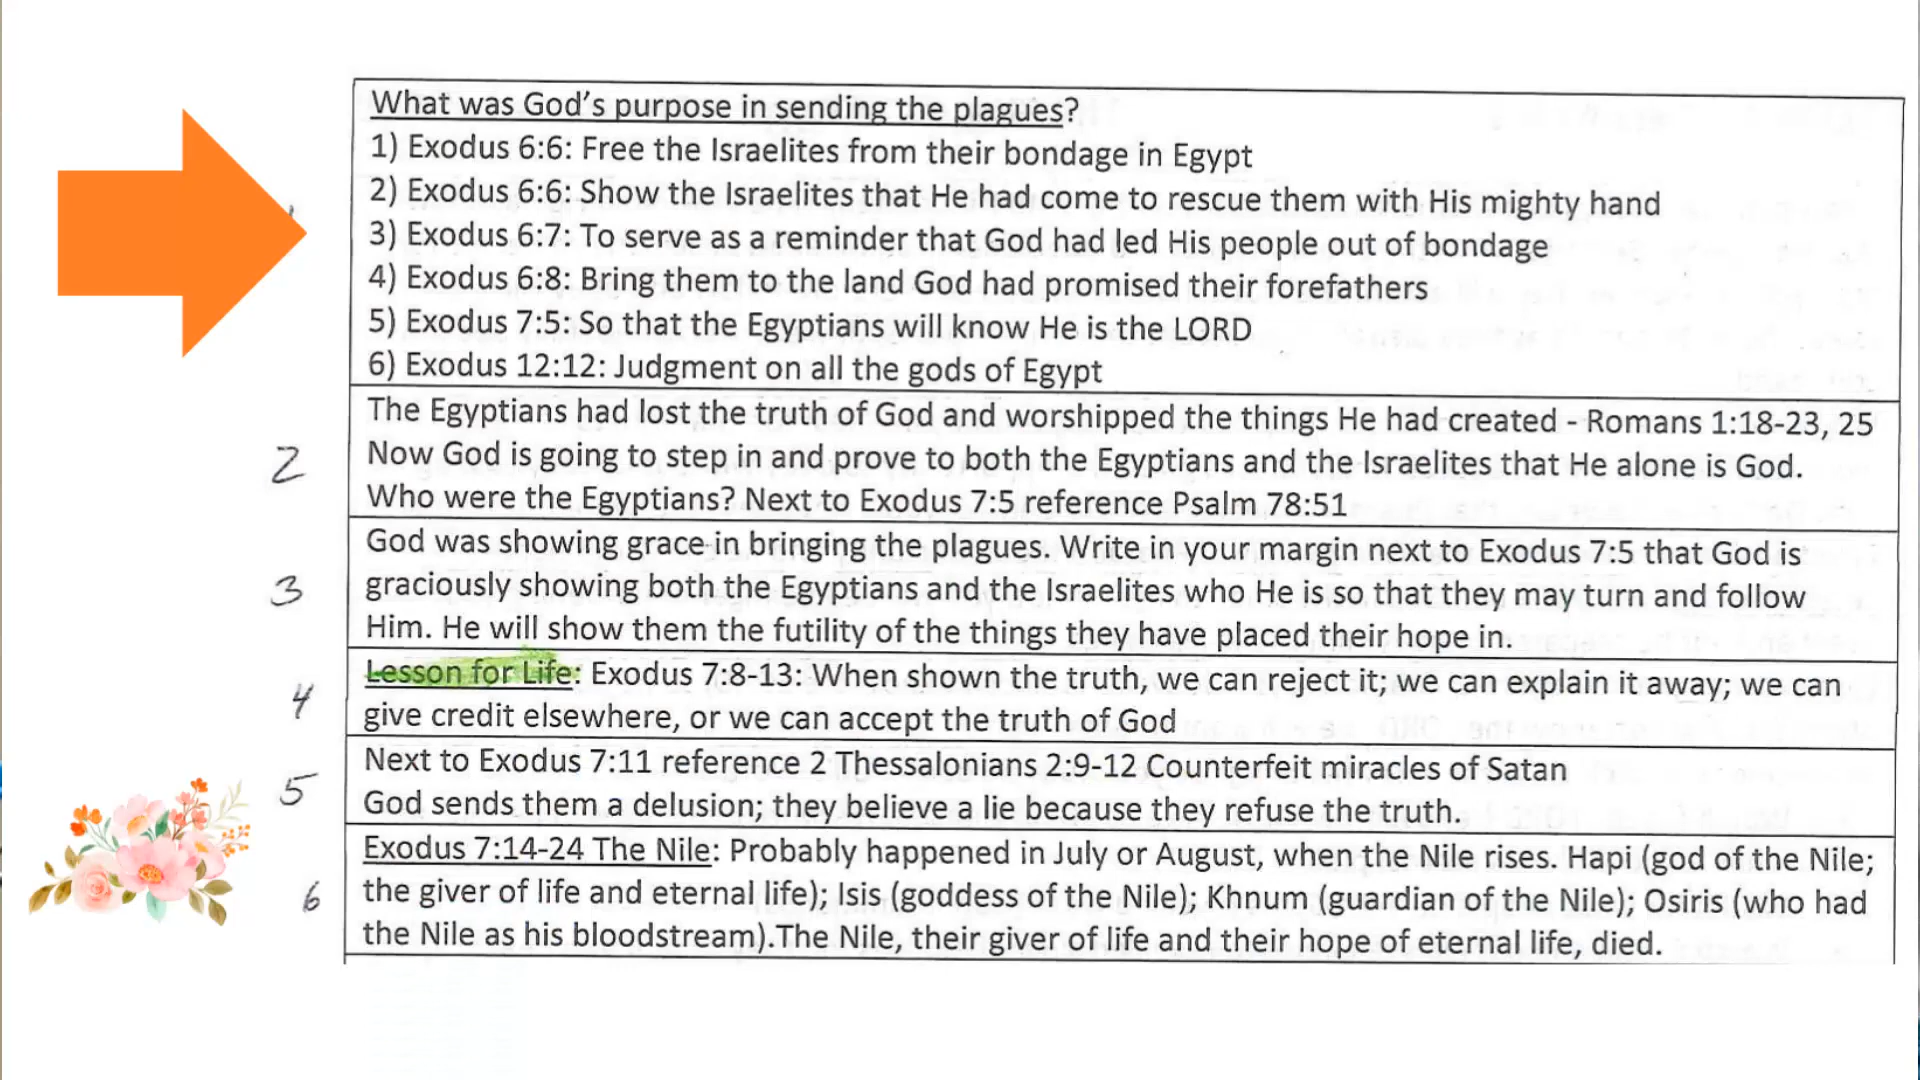 What was God's purpose in sending the plagues?
1) Exodus 6:6: Free the Israelites from their bondage in Egypt
2) Exodus 6:6: Show the Israelites that He had come to rescue them with His mighty hand
3) Exodus 6:7: To serve as a reminder that God had led His people out of bondage
4) Exodus 6:8: Bring them to the land God had promised their forefathers
5) Exodus 7:5: So that the Egyptians will know He is the LORD
6) Exodus 12:12: Judgment on all the gods of Egypt
The Egyptians had lost the truth of God and worshipped the things He had created - Romans 1:18-23, 25
2 Now God is going to step in and prove to both the Egyptians and the Israelites that He alone is God.
Who were the Egyptians? Next to Exodus 7:5 reference Psalm 78:51
God was showing grace in bringing the plagues. Write in your margin next to Exodus 7:5 that God is
3 graciously showing both the Egyptians and the Israelites who He is so that they may turn and follow
Him. He will show them the futility of the things they have placed their hope in.
Lesson for Life: Exodus 7:8-13: When shown the truth, we can reject it; we can explain it away; we can
4 give credit elsewhere, or we can accept the truth of God
Next to Exodus 7:11 reference 2 Thessalonians 2:9-12 Counterfeit miracles of Satan
5 God sends them a delusion; they believe a lie because they refuse the truth.
Exodus 7:14-24 The Nile: Probably happened in July or August, when the Nile rises. Hapi (god of the Nile;
6 the giver of life and eternal life); Isis (goddess of the Nile); Khnum (guardian of the Nile); Osiris (who had
the Nile as his bloodstream).The Nile, their giver of life and their hope of eternal life, died.